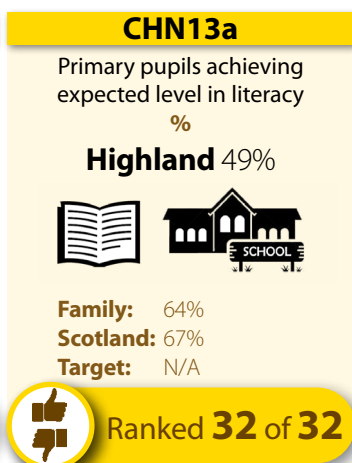 CHN13a
Primary pupils achieving
expected level in literacy
%
Highland 49%
SCHOOL
Family: 64%
Scotland: 67%
Target: N/A
Ranked 32 of 32